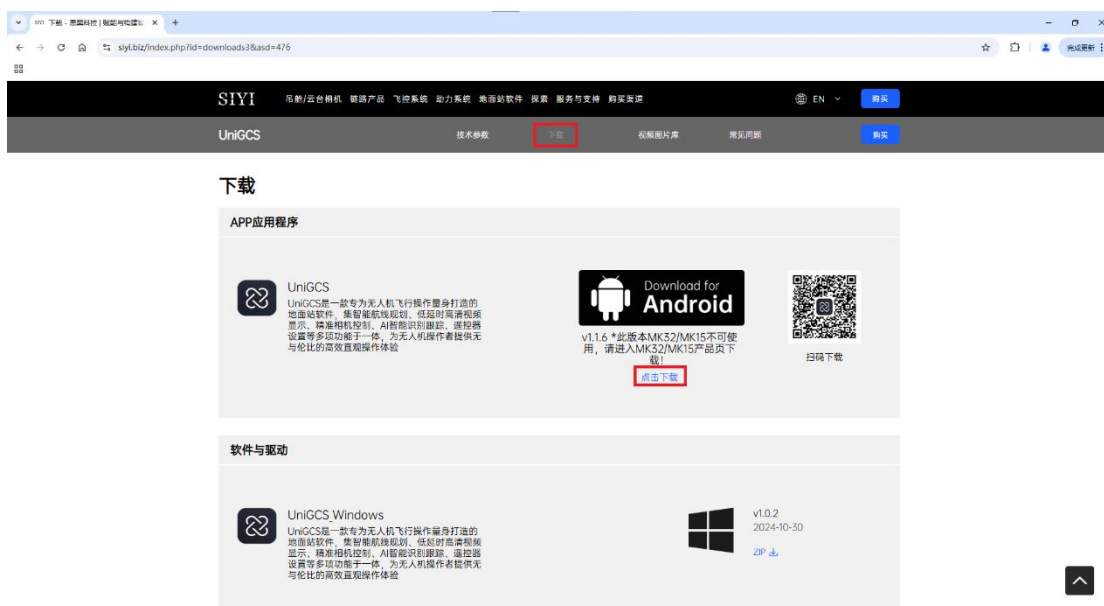 下载 - 思翼科技 | 赋能与构建智
siyi.biz/index.php?id=downloads3&asd=476
完成更新
SIYI 吊舱/云台相机 链路产品 飞控系统 动力系统 地面站软件 探索 服务与支持 购买渠道 EN 购买
UniGCS 技术参数 下载 视频图片库 常见问题 购买
下载
APP应用程序
UniGCS
UniGCS是一款专为无人机飞行操作量身打造的
地面站软件，集智能航线规划、低延时高清视频
显示、精准相机控制、AI智能识别跟踪、遥控器
设置等多项功能于一体，为无人机操作者提供无
与伦比的高效直观操作体验
Download for
Android
v1.1.6 *此版本MK32/MK15不可使
用，请进入MK32/MK15产品页下
载!
点击下载
扫码下载
软件与驱动
UniGCS_Windows
UniGCS是一款专为无人机飞行操作量身打造的
地面站软件，集智能航线规划、低延时高清视频
显示、精准相机控制、AI智能识别跟踪、遥控器
设置等多项功能于一体，为无人机操作者提供无
与伦比的高效直观操作体验
v1.0.2
2024-10-30
ZIP